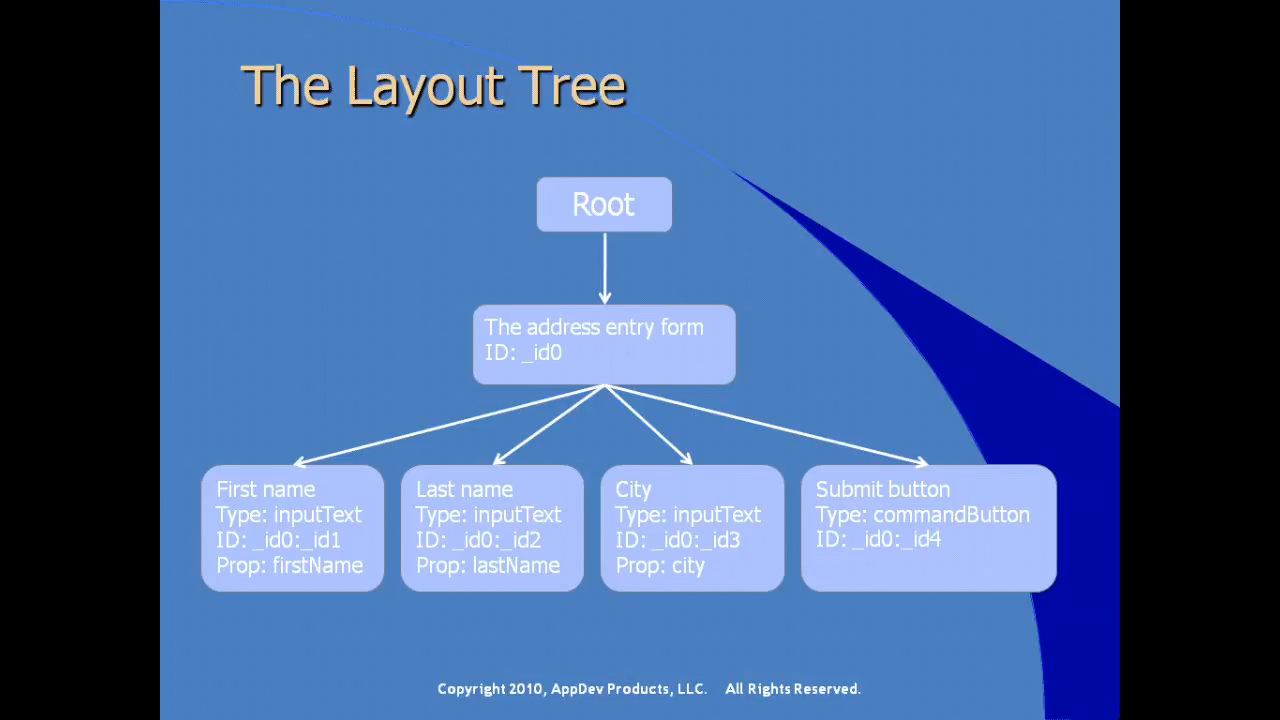 The Layout Tree
Root
The address entry form
ID: _id0
First name
Type: inputText
ID: _id0:_id1
Prop: firstName
Last name
Type: inputText
ID: _id0:_id2
Prop: lastName
City
Type: inputText
ID: _id0:_id3
Prop: city
Submit button
Type: commandButton
ID: _id0:_id4
Copyright 2010, AppDev Products, LLC. All Rights Reserved.